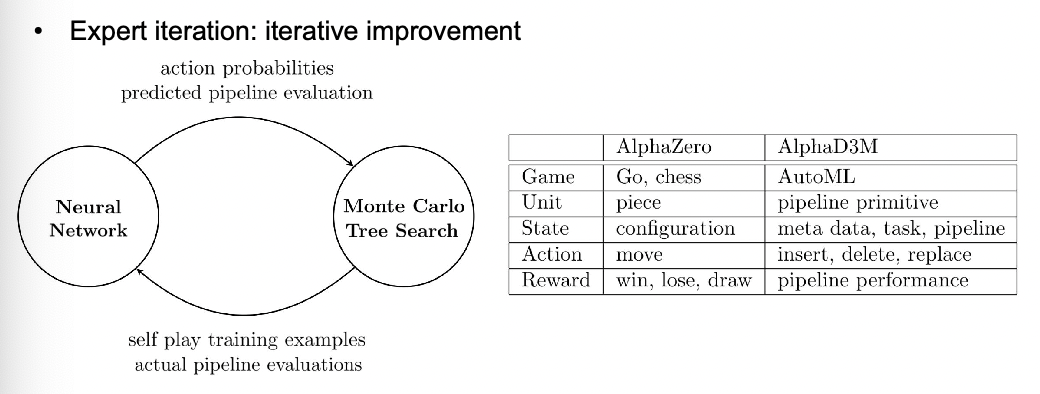 • Expert iteration: iterative improvement
action probabilities
predicted pipeline evaluation
Neural
Network
Monte Carlo
Tree Search
self play training examples
actual pipeline evaluations
AlphaZero AlphaD3M
Game Go, chess AutoML
Unit piece pipeline primitive
State configuration meta data, task, pipeline
Action move insert, delete, replace
Reward win, lose, draw pipeline performance